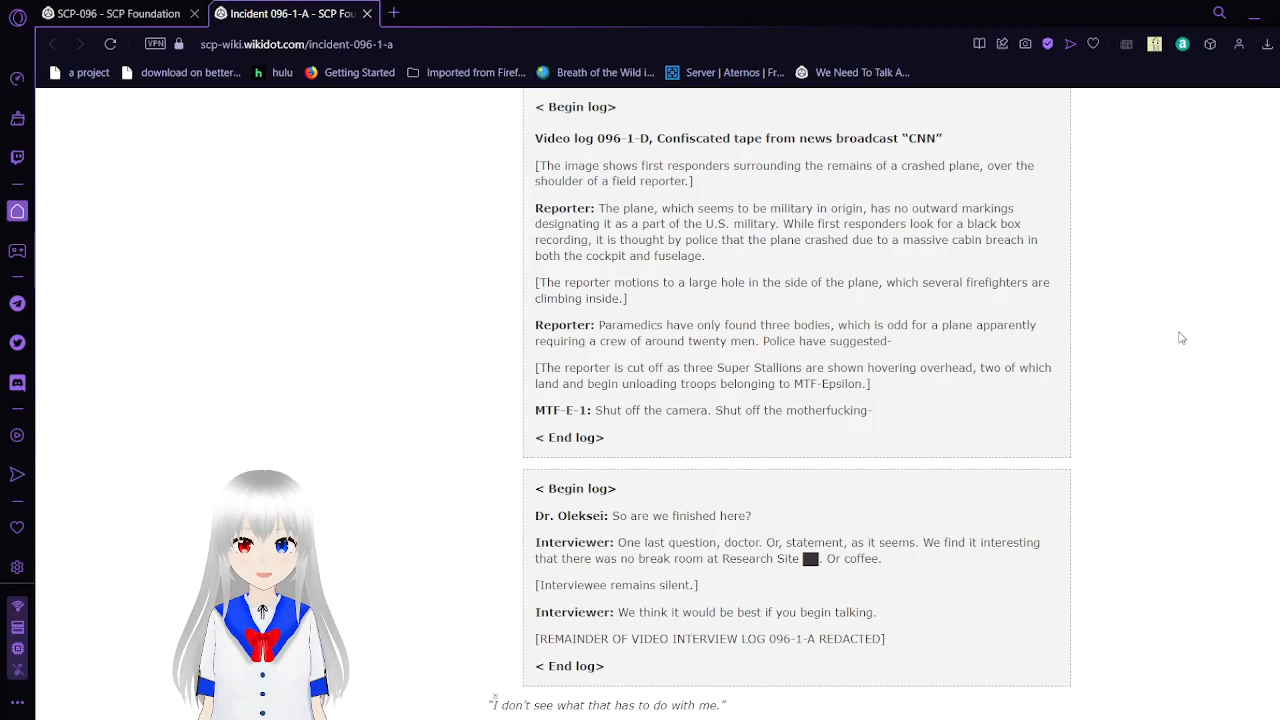 SCP-096 - SCP Foundation
Incident 096-1-A - SCP Fou
VPN
scp-wiki.wikidot.com/incident-096-1-a
a project
download on better...
hulu
Getting Started
Imported from Firef...
Breath of the Wild i...
Server | Aternos | Fr...
We Need To Talk A...
< Begin log>
Video log 096-1-D, Confiscated tape from news broadcast “CNN”
[The image shows first responders surrounding the remains of a crashed plane, over the
shoulder of a field reporter.]
Reporter: The plane, which seems to be military in origin, has no outward markings
designating it as a part of the U.S. military. While first responders look for a black box
recording, it is thought by police that the plane crashed due to a massive cabin breach in
both the cockpit and fuselage.
[The reporter motions to a large hole in the side of the plane, which several firefighters are
climbing inside.]
Reporter: Paramedics have only found three bodies, which is odd for a plane apparently
requiring a crew of around twenty men. Police have suggested-
[The reporter is cut off as three Super Stallions are shown hovering overhead, two of which
land and begin unloading troops belonging to MTF-Epsilon.]
MTF-E-1: Shut off the camera. Shut off the motherfucking-
< End log>
< Begin log>
Dr. Oleksei: So are we finished here?
Interviewer: One last question, doctor. Or, statement, as it seems. We find it interesting
that there was no break room at Research Site ██. Or coffee.
[Interviewee remains silent.]
Interviewer: We think it would be best if you begin talking.
[REMAINDER OF VIDEO INTERVIEW LOG 096-1-A REDACTED]
< End log>
“I don’t see what that has to do with me.”